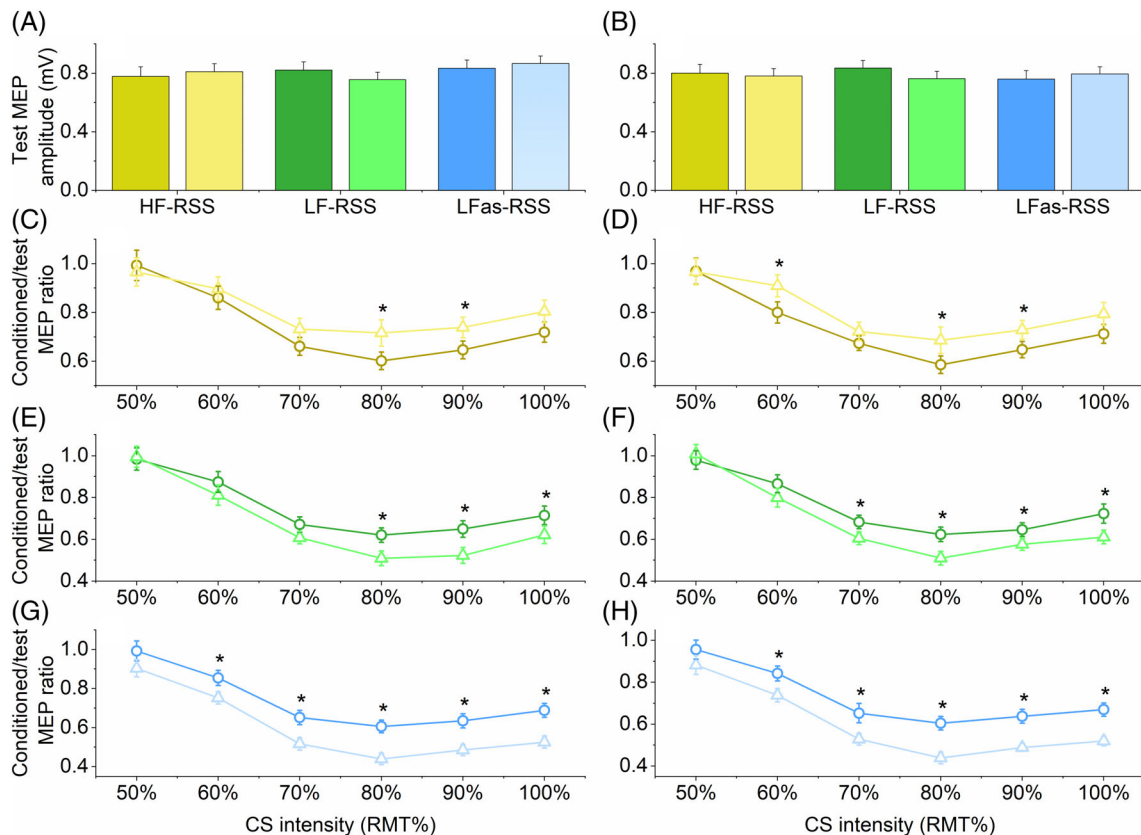 (A) (B)
Test MEP
amplitude (mV)
0.8
0.4
0.0
HF-RSS LF-RSS LFas-RSS
0.8
0.4
0.0
HF-RSS LF-RSS LFas-RSS
(C) (D)
Conditioned/test
MEP ratio
1.0
0.8
0.6
* *
50% 60% 70% 80% 90% 100%
1.0
0.8
0.6
* * *
50% 60% 70% 80% 90% 100%
(E) (F)
Conditioned/test
MEP ratio
1.0
0.8
0.6
0.4
* * *
50% 60% 70% 80% 90% 100%
1.0
0.8
0.6
0.4
* * * *
50% 60% 70% 80% 90% 100%
(G) (H)
Conditioned/test
MEP ratio
1.0
0.8
0.6
0.4
* * * * *
50% 60% 70% 80% 90% 100%
CS intensity (RMT%)
1.0
0.8
0.6
0.4
* * * * *
50% 60% 70% 80% 90% 100%
CS intensity (RMT%)